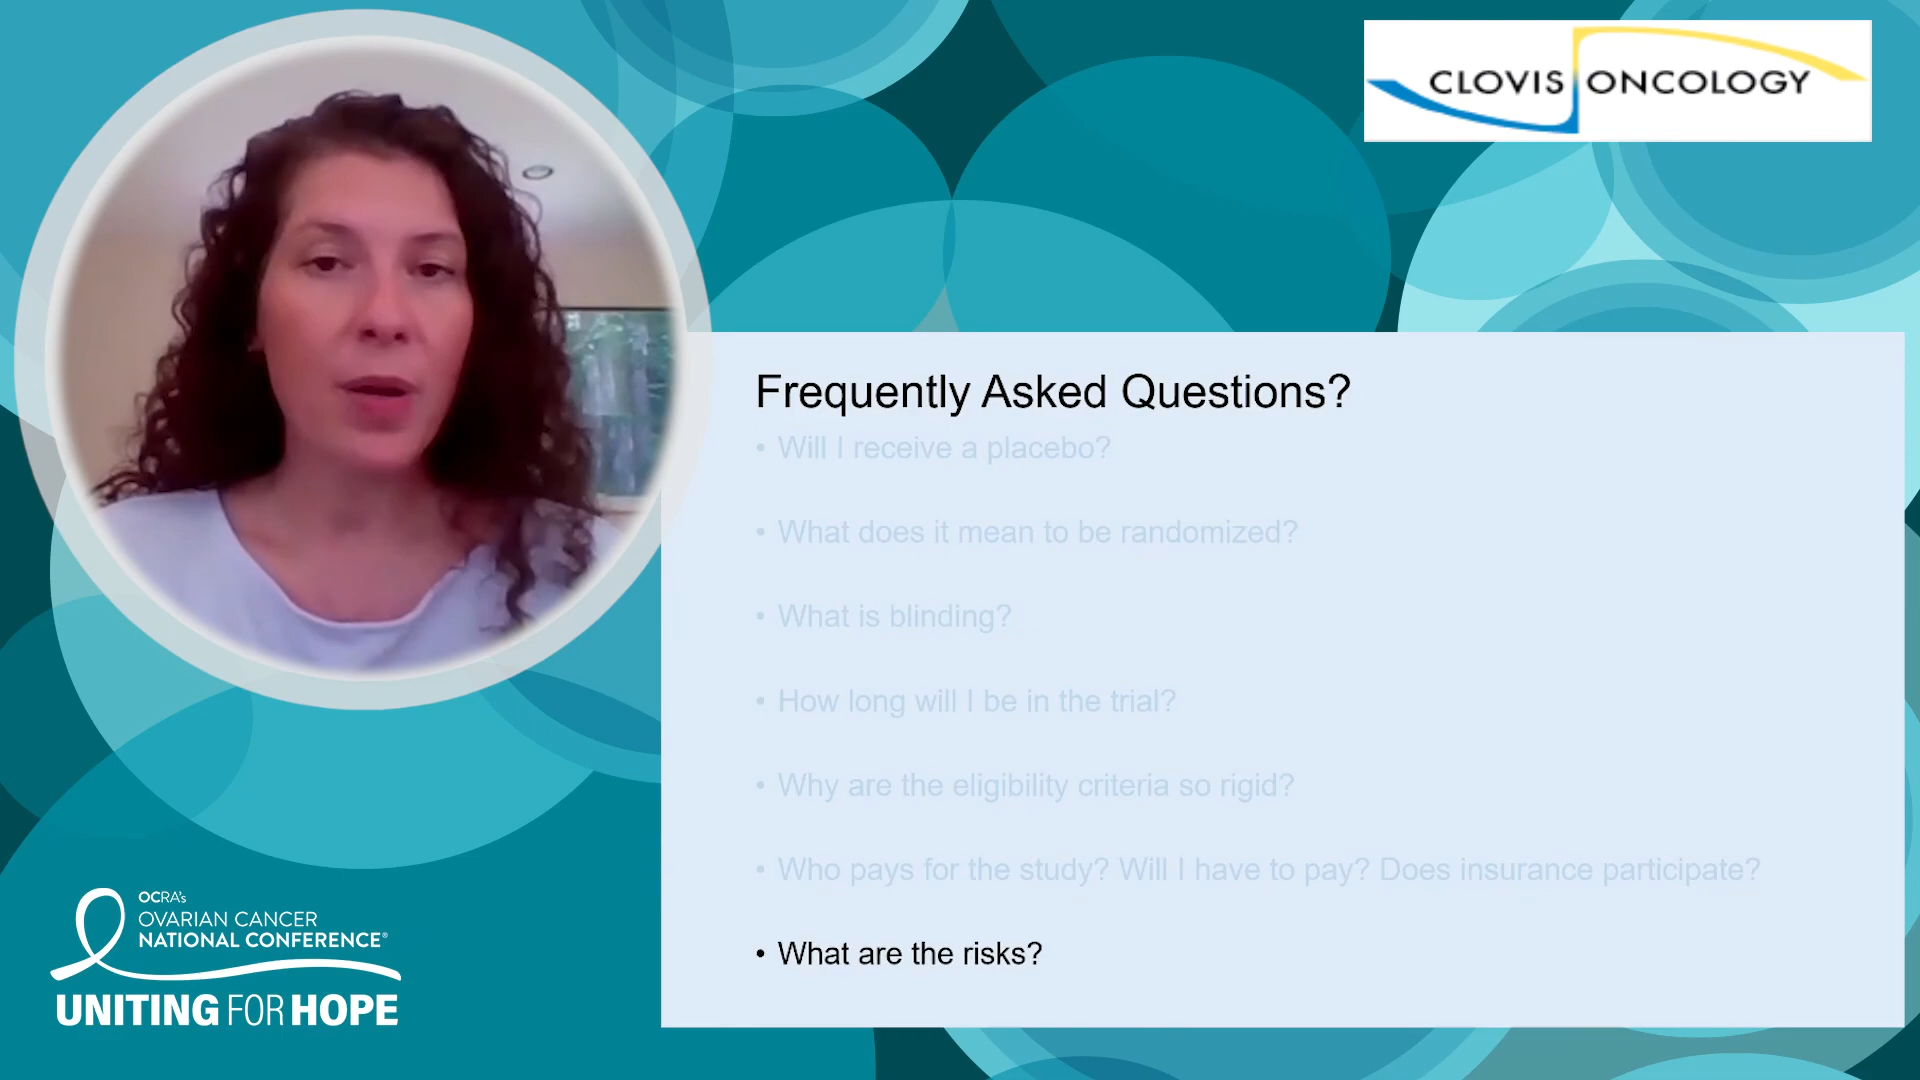 CLOVIS ONCOLOGY
Frequently Asked Questions?
• Will I receive a placebo?
• What does it mean to be randomized?
• What is blinding?
• How long will I be in the trial?
• Why are the eligibility criteria so rigid?
• Who pays for the study? Will I have to pay? Does insurance participate?
• What are the risks?
OCRA's
OVARIAN CANCER
NATIONAL CONFERENCE®
UNITING FOR HOPE